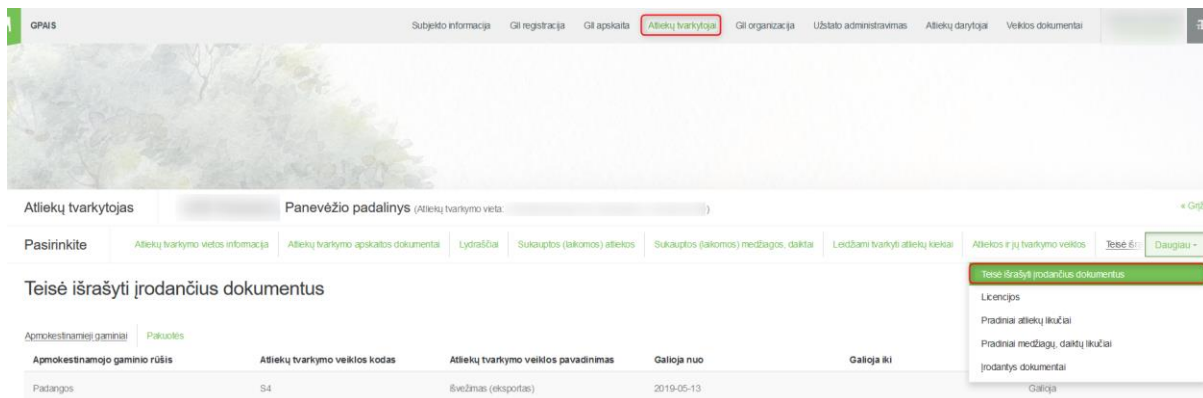 GPAIS Subjekto informacija GII registracija GII apskaita Atliekų tvarkytojai GII organizacija Užstato administravimas Atliekų darytojai Veiklos dokumentai
Atliekų tvarkytojas Panevėžio padalinys (Atliekų tvarkymo vieta: )
Pasirinkite Atliekų tvarkymo vietos informacija Atliekų tvarkymo apskaitos dokumentai Lydraščiai Sukauptos (laikomos) atliekos Sukauptos (laikomos) medžiagos, daiktai Leidžiami tvarkyti atliekų kiekiai Atliekos ir jų tvarkymo veiklos Teisė Daugiau
Teisė išrašyti įrodančius dokumentus
Licencijos
Pradiniai atliekų likučiai
Pradiniai medžiagų, daiktų likučiai
Įrodantys dokumentai
Teisė išrašyti įrodančius dokumentus
Apmokestinamieji gaminiai Pakuotės
Apmokestinamojo gaminio rūšis Atliekų tvarkymo veiklos kodas Atliekų tvarkymo veiklos pavadinimas Galioja nuo Galioja iki
Padangos S4 Išvežimas (eksportas) 2019-05-13 Galioja